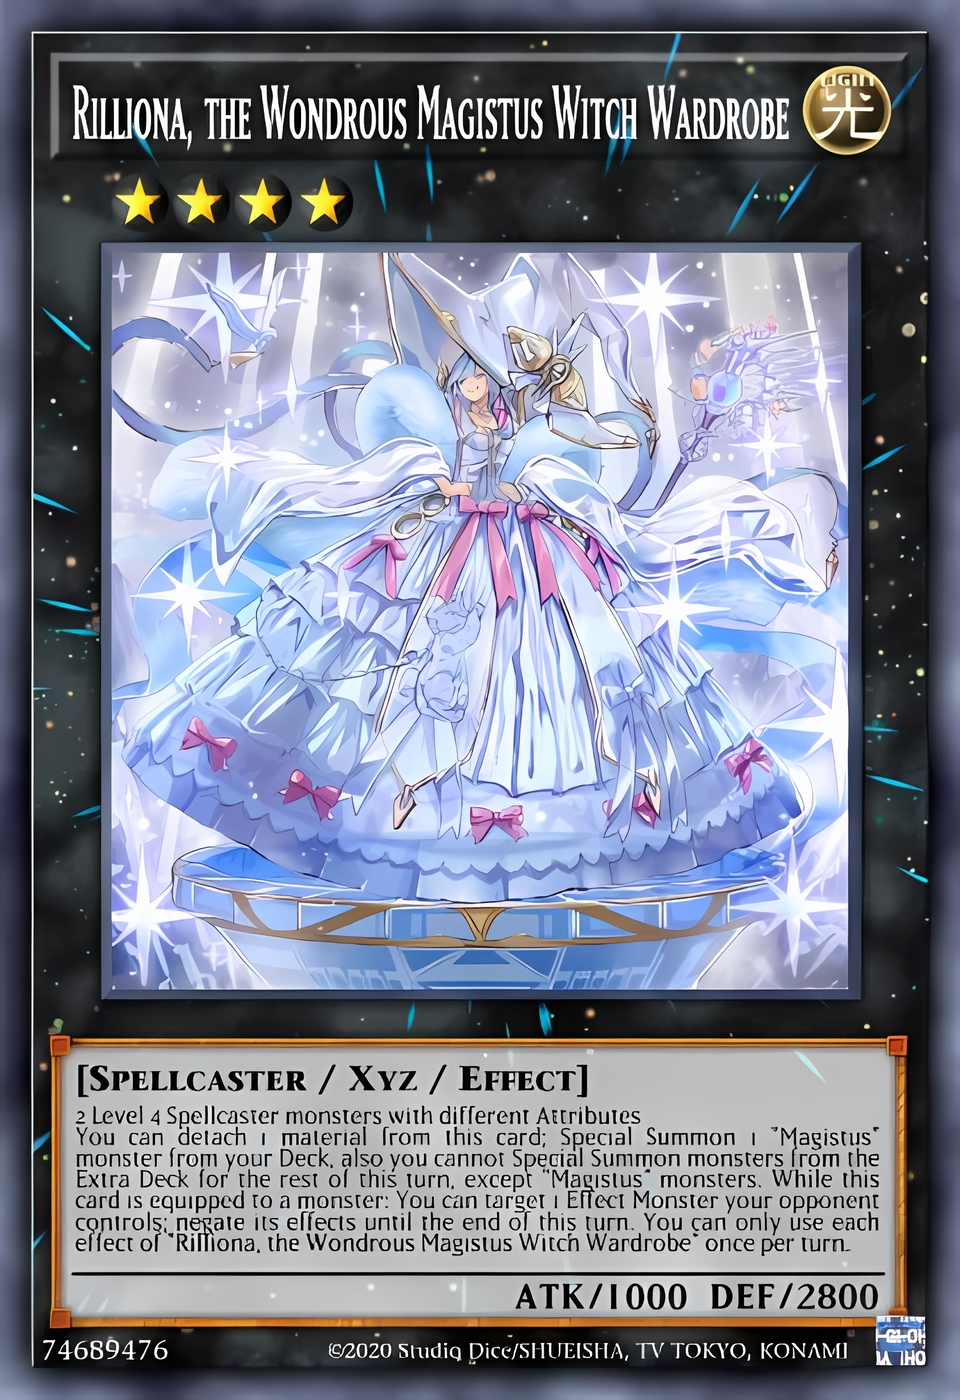 RILLIONA, THE WONDROUS MAGISTUS WITCH WARDROBE
光
[SPELLCASTER / XYZ / EFFECT]
2 Level 4 Spellcaster monsters with different Attributes
You can detach 1 material from this card; Special Summon 1 "Magistus"
monster from your Deck, also you cannot Special Summon monsters from the
Extra Deck for the rest of this turn, except "Magistus" monsters. While this
card is equipped to a monster: You can target 1 Effect Monster your opponent
controls; negate its effects until the end of this turn. You can only use each
effect of "Rilliona, the Wondrous Magistus Witch Wardrobe" once per turn.
ATK/1000 DEF/2800
74689476 ©2020 Studio Dice/SHUEISHA, TV TOKYO, KONAMI